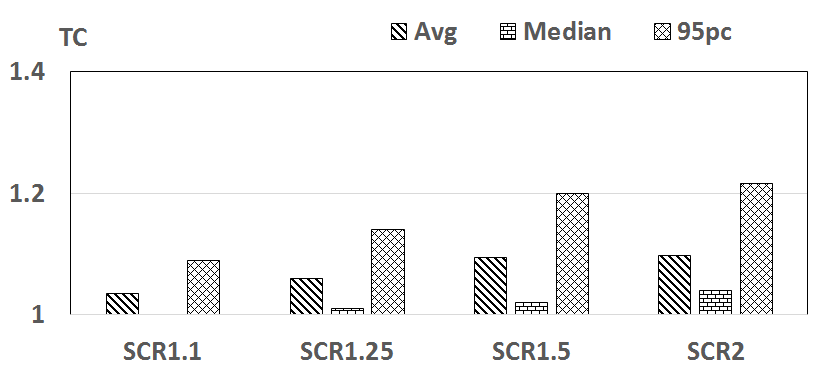 TC
Avg Median 95pc
1.4
1.2
1
SCR1.1 SCR1.25 SCR1.5 SCR2